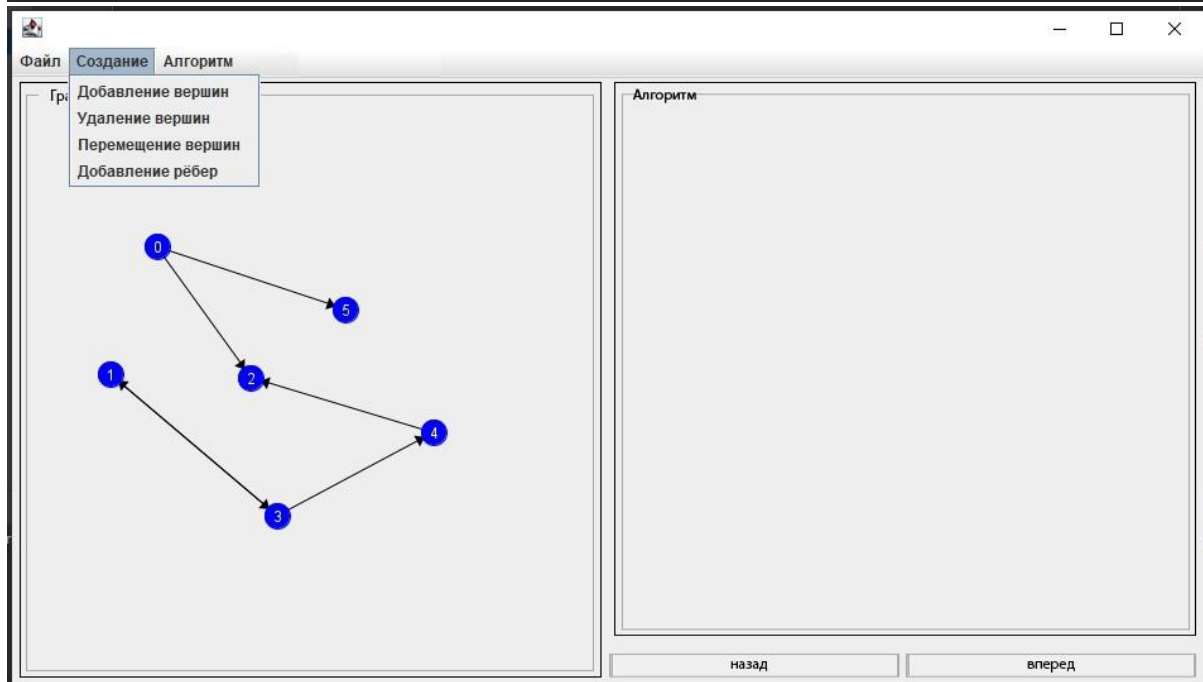 Файл Создание Алгоритм
Добавление вершин
Удаление вершин
Перемещение вершин
Добавление рёбер
Алгоритм
0
5
1
2
4
3
назад вперед